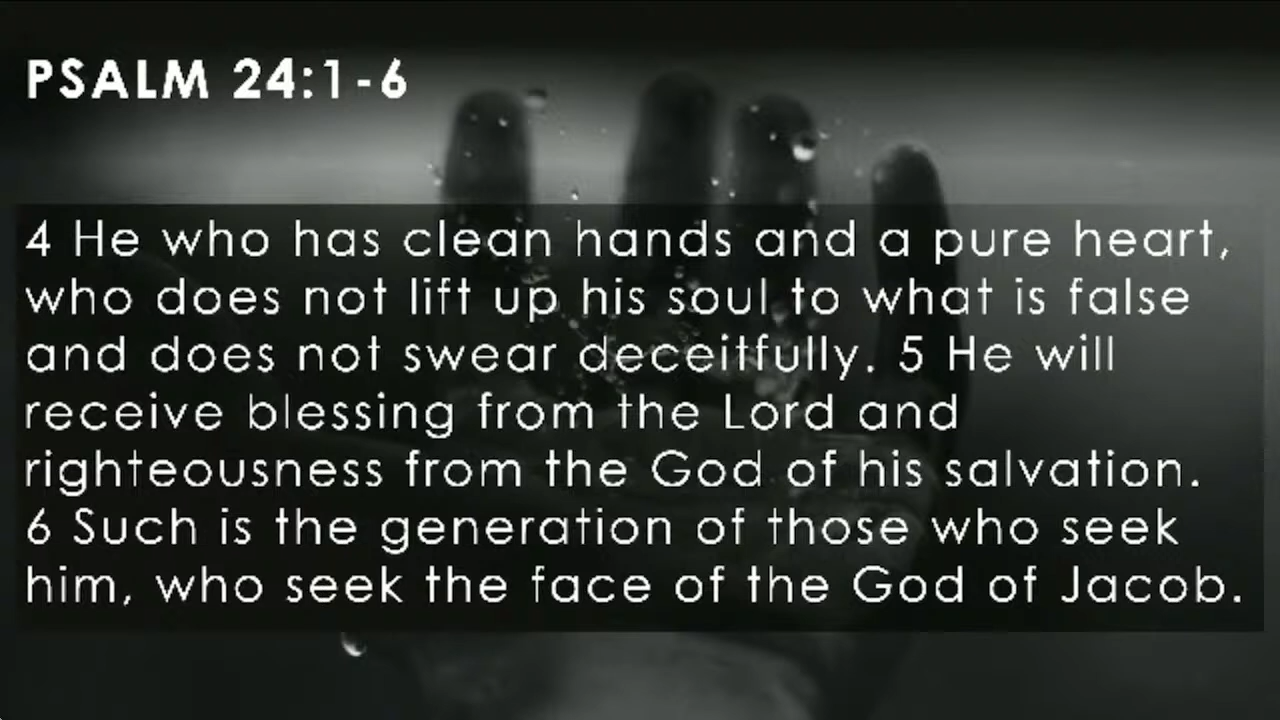 PSALM 24:1-6
4 He who has clean hands and a pure heart,
who does not lift up his soul to what is false
and does not swear deceitfully. 5 He will
receive blessing from the Lord and
righteousness from the God of his salvation.
6 Such is the generation of those who seek
him, who seek the face of the God of Jacob.